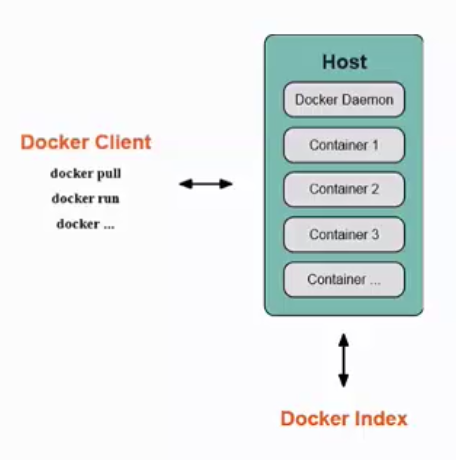 Docker Client
docker pull
docker run
docker ...
Host
Docker Daemon
Container 1
Container 2
Container 3
Container ...
Docker Index